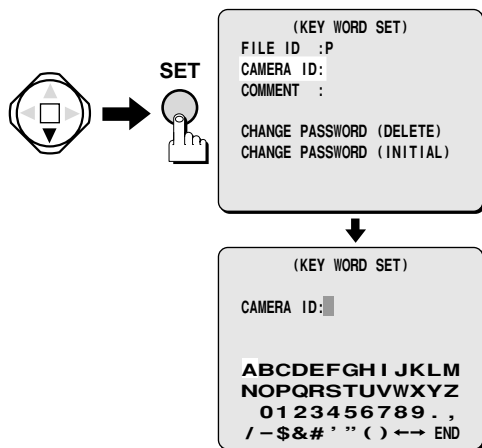 SET
(KEY WORD SET)
FILE ID :P
CAMERA ID:
COMMENT :
CHANGE PASSWORD (DELETE)
CHANGE PASSWORD (INITIAL)
(KEY WORD SET)
CAMERA ID:
ABCDEFGHIJKLM
NOPQRSTUVWXYZ
0123456789.,
/–$&#’”()←→ END